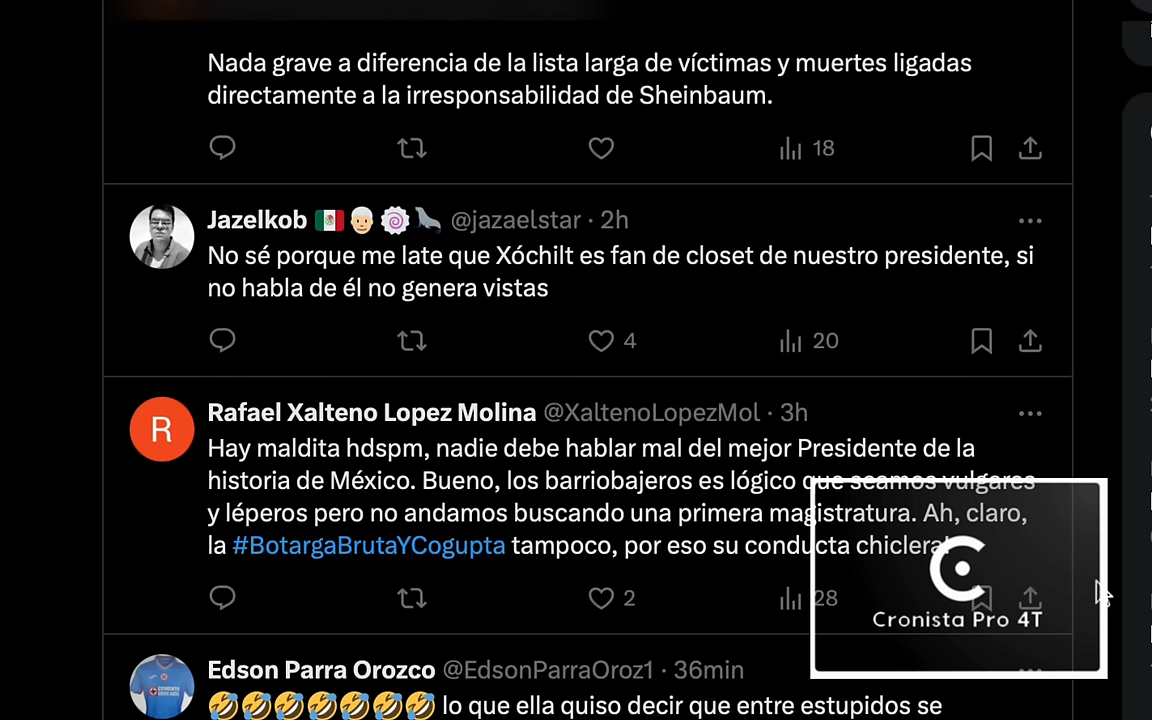 Nada grave a diferencia de la lista larga de víctimas y muertes ligadas
directamente a la irresponsabilidad de Sheinbaum.
18
Jazelkob @jazaelstar · 2h
No sé porque me late que Xóchilt es fan de closet de nuestro presidente, si
no habla de él no genera vistas
4 20
Rafael Xalteno Lopez Molina @XaltenoLopezMol · 3h
Hay maldita hdspm, nadie debe hablar mal del mejor Presidente de la
historia de México. Bueno, los barriobajeros es lógico que seamos vulgares
y léperos pero no andamos buscando una primera magistratura. Ah, claro,
la #BotargaBrutaYCogupta tampoco, por eso su conducta chiclera!
2 28
Cronista Pro 4T
R
Edson Parra Orozco @EdsonParraOroz1 · 36min
🤣🤣🤣🤣🤣🤣🤣 lo que ella quiso decir que entre estupidos se